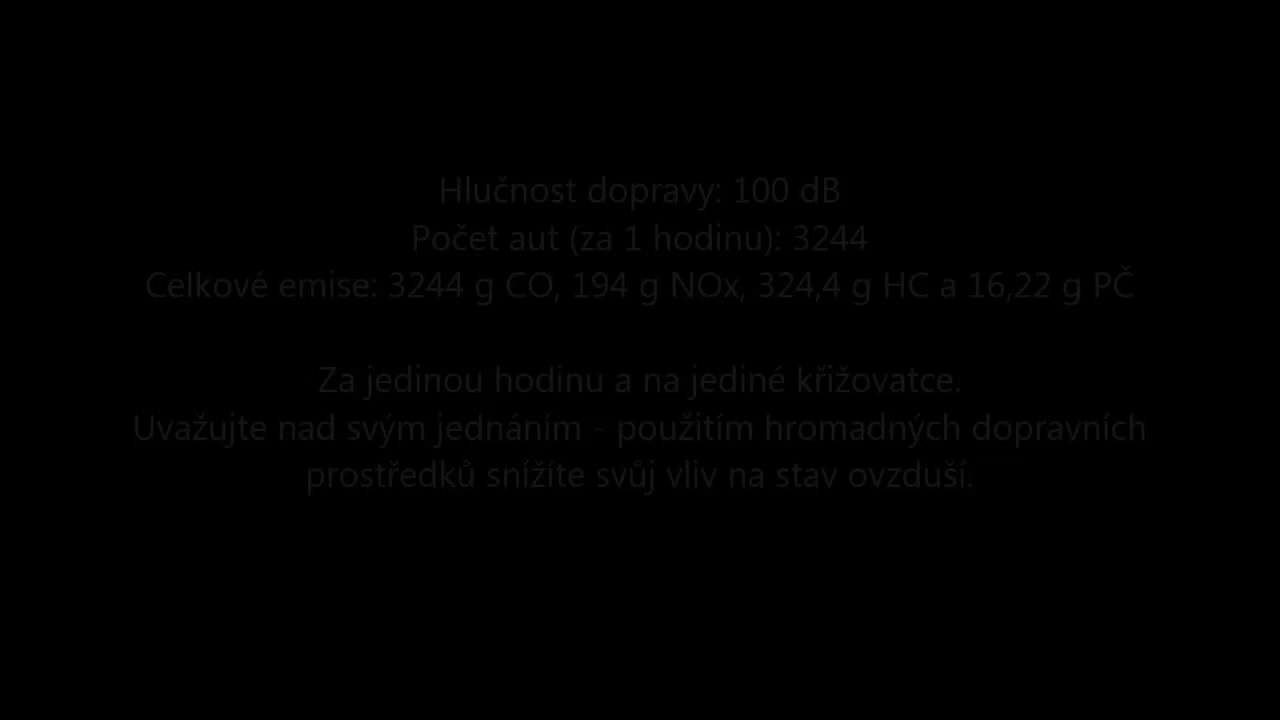 Hlučnost dopravy: 100 dB
Počet aut (za 1 hodinu): 3244
Celkové emise: 3244 g CO, 194 g NOx, 324,4 g HC a 16,22 g PČ
Za jedinou hodinu a na jediné křižovatce.
Uvažujte nad svým jednáním - použitím hromadných dopravních
prostředků snížíte svůj vliv na stav ovzduší.